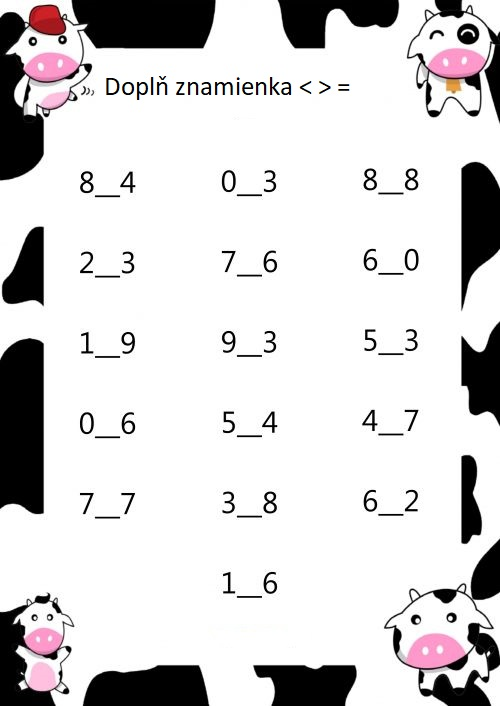 Doplň znamienka < > =
8__4 0__3 8__8
2__3 7__6 6__0
1__9 9__3 5__3
0__6 5__4 4__7
7__7 3__8 6__2
1__6